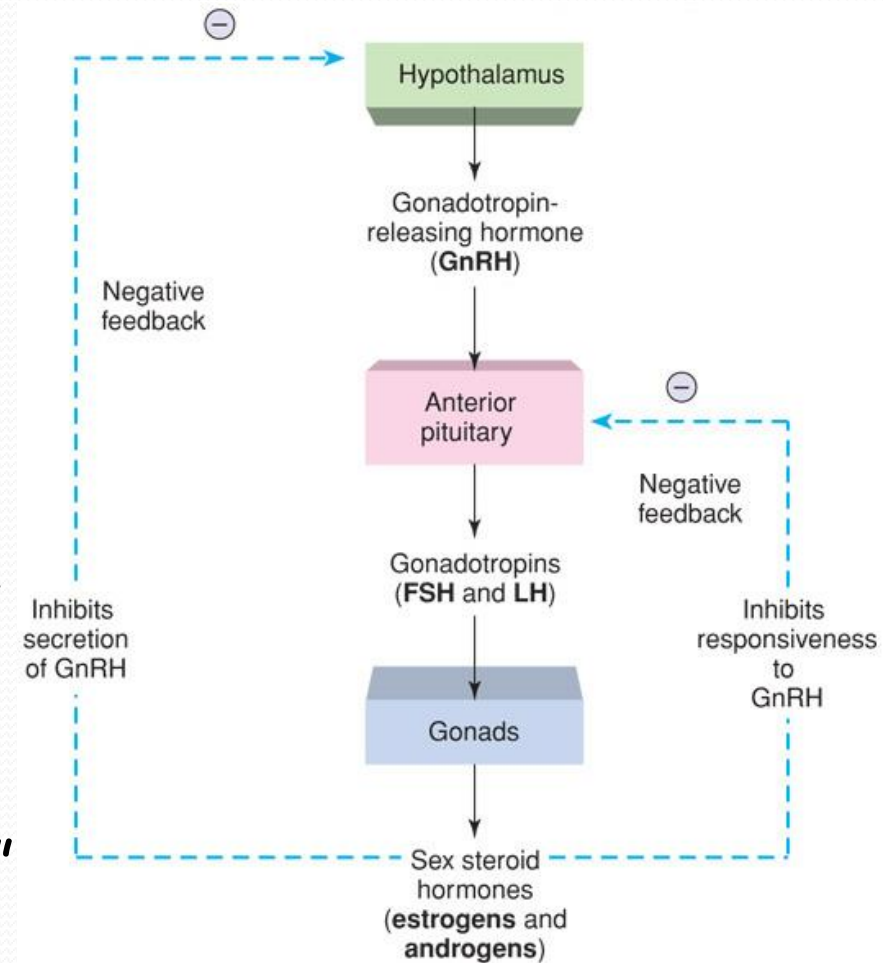 −
Hypothalamus
Gonadotropin-
releasing hormone
(GnRH)
Negative
feedback
−
Anterior
pituitary
Negative
feedback
Gonadotropins
(FSH and LH)
Inhibits
secretion
of GnRH
Inhibits
responsiveness
to
GnRH
Gonads
"
Sex steroid
hormones
(estrogens and
androgens)